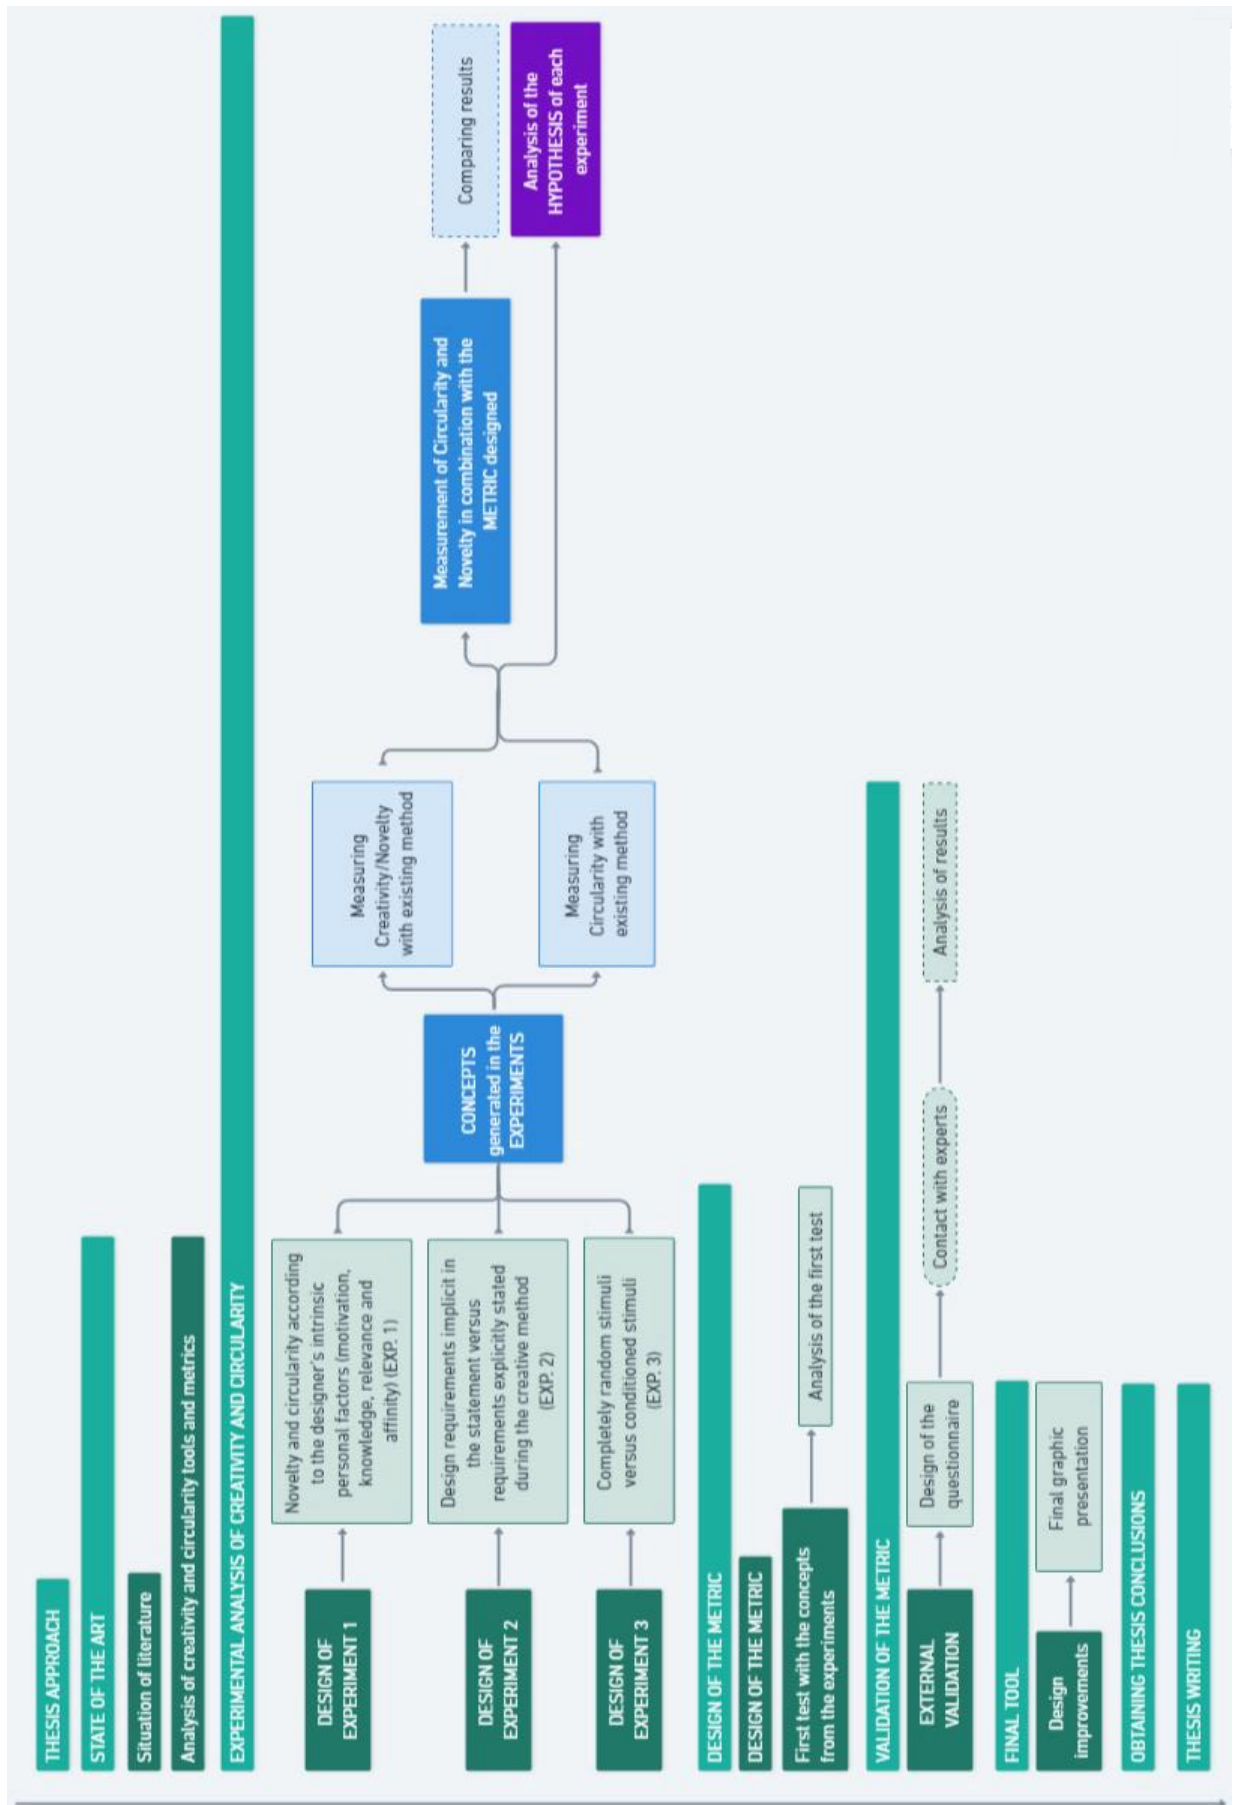 THESIS APPROACH
STATE OF THE ART
Situation of literature
Analysis of creativity and circularity tools and metrics
EXPERIMENTAL ANALYSIS OF CREATIVITY AND CIRCULARITY
DESIGN OF
EXPERIMENT 1
Novelty and circularity according
to the designer's intrinsic
personal factors (motivation,
knowledge, relevance and
affinity) (EXP. 1)
DESIGN OF
EXPERIMENT 2
Design requirements implicit in
the statement versus
requirements explicitly stated
during the creative method
(EXP. 2)
DESIGN OF
EXPERIMENT 3
Completely random stimuli
versus conditioned stimuli
(EXP. 3)
CONCEPTS
generated in the
EXPERIMENTS
Measuring
Creativity/Novelty
with existing method
Measuring
Circularity with
existing method
Measurement of Circularity and
Novelty in combination with the
METRIC designed
Comparing results
Analysis of the
HYPOTHESIS of each
experiment
DESIGN OF THE METRIC
DESIGN OF THE METRIC
First test with the concepts
from the experiments
Analysis of the first test
VALIDATION OF THE METRIC
EXTERNAL
VALIDATION
Design of the
questionnaire
Contact with experts
Analysis of results
FINAL TOOL
Design
improvements
Final graphic
presentation
OBTAINING THESIS CONCLUSIONS
THESIS WRITING